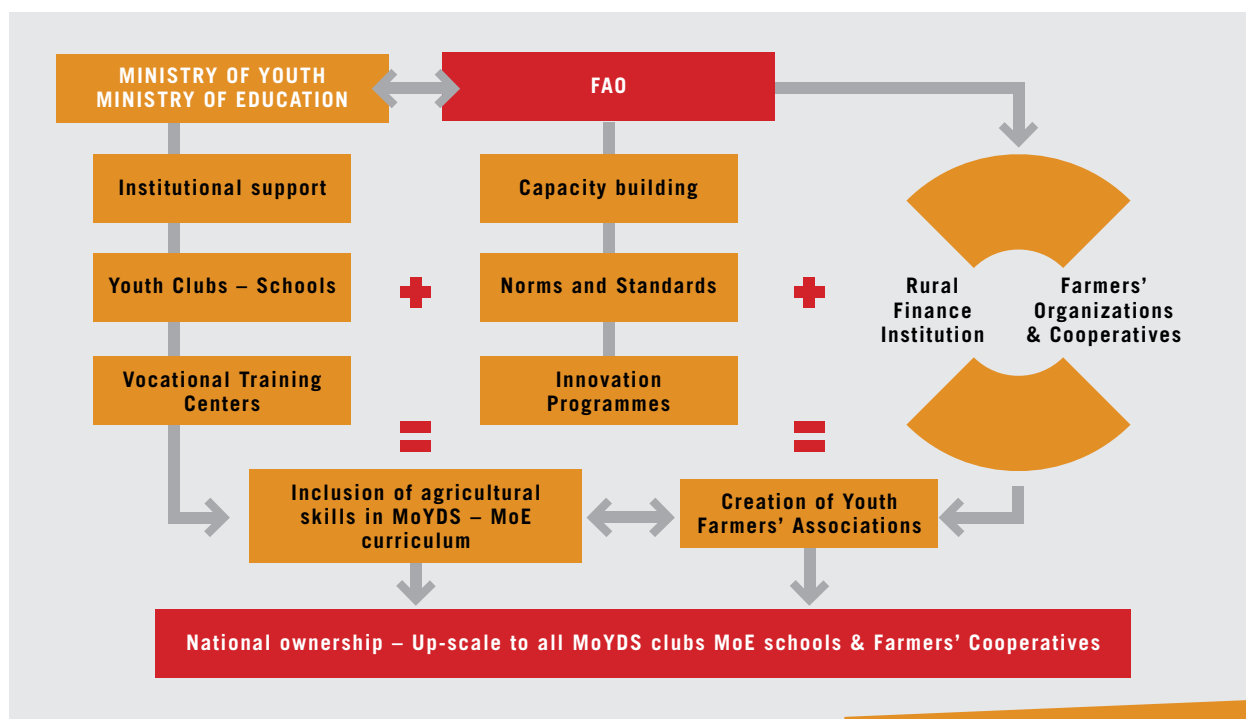 MINISTRY OF YOUTH
MINISTRY OF EDUCATION
FAO
Institutional support
Capacity building
Youth Clubs – Schools
+
Norms and Standards
+
Rural
Finance
Institution
Farmers'
Organizations
& Cooperatives
Vocational Training
Centers
Innovation
Programmes
=
=
Inclusion of agricultural
skills in MoYDS – MoE
curriculum
Creation of Youth
Farmers' Associations
National ownership – Up-scale to all MoYDS clubs MoE schools & Farmers' Cooperatives